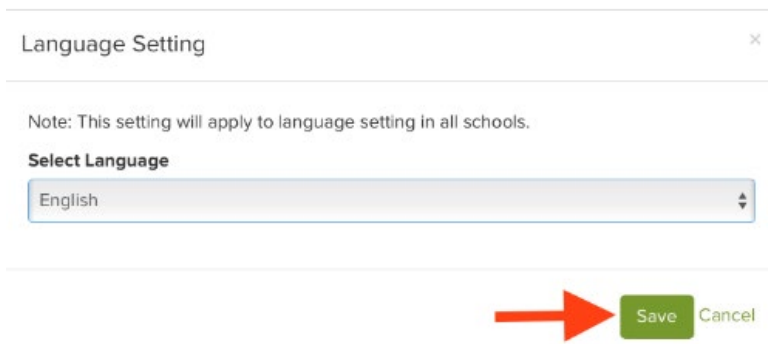 Language Setting
Note: This setting will apply to language setting in all schools.
Select Language
English
Save Cancel